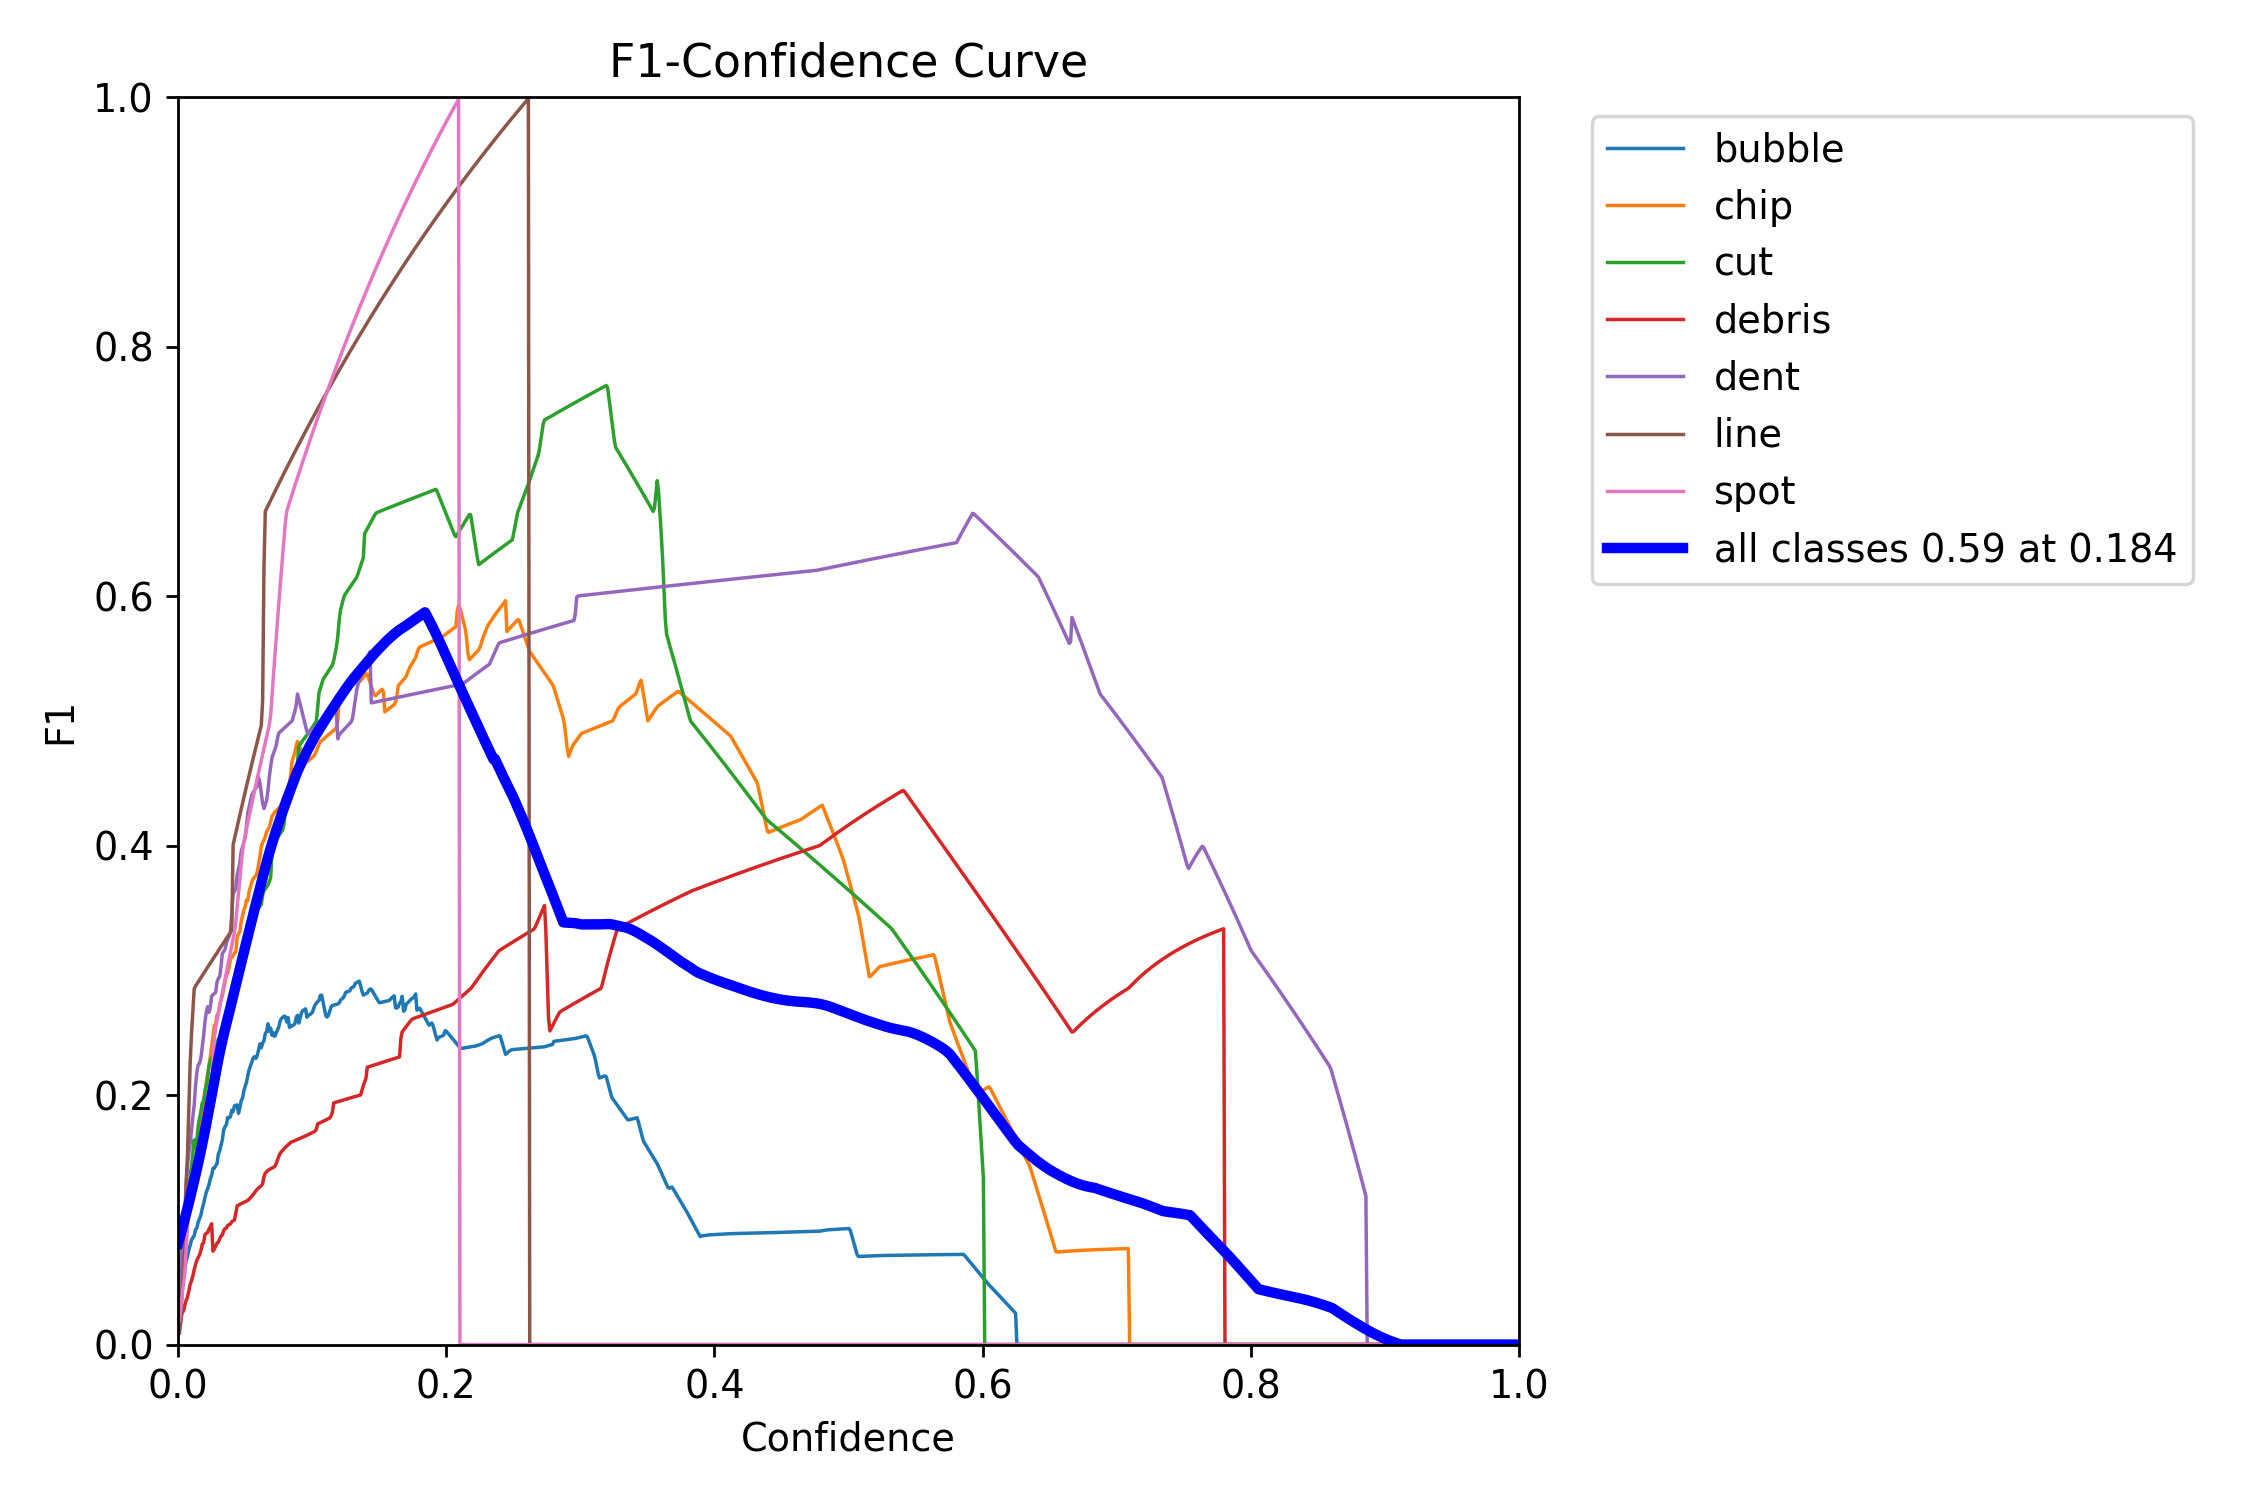 F1-Confidence Curve
1.0
0.8
0.6
0.4
0.2
0.0
F1
0.0 0.2 0.4 0.6 0.8 1.0
Confidence
bubble
chip
cut
debris
dent
line
spot
all classes 0.59 at 0.184